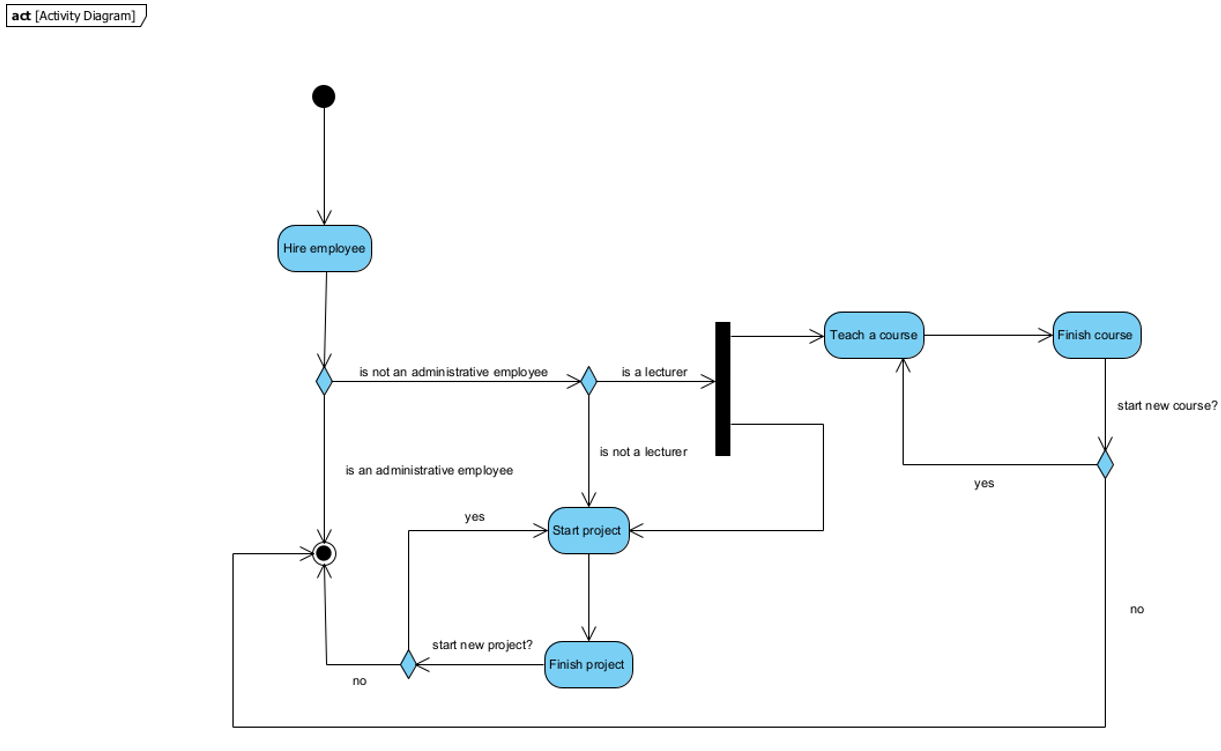 act [Activity Diagram]
Hire employee
Teach a course
Finish course
is not an administrative employee
is a lecturer
start new course?
is not a lecturer
is an administrative employee
yes
yes
Start project
no
start new project?
Finish project
no